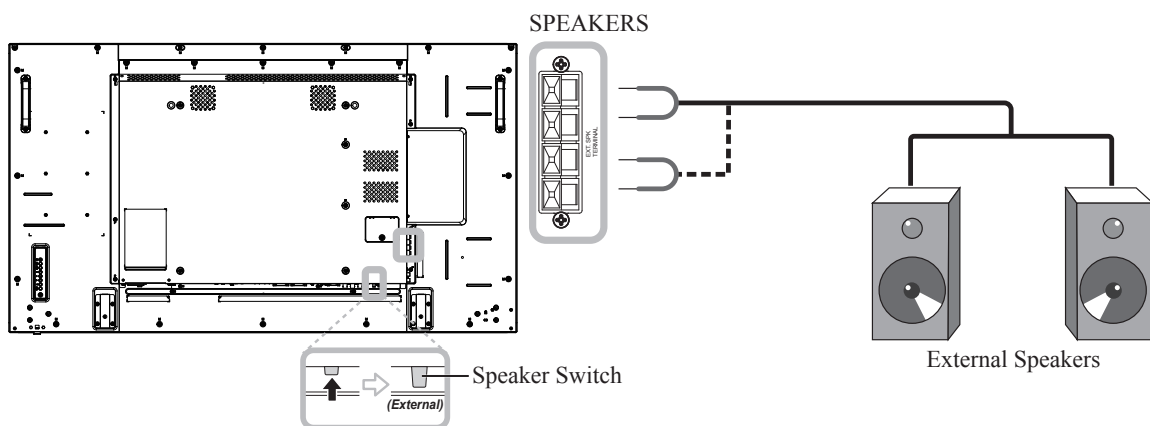 SPEAKERS
EXT. SPK
TERMINAL
Speaker Switch
(External)
External Speakers